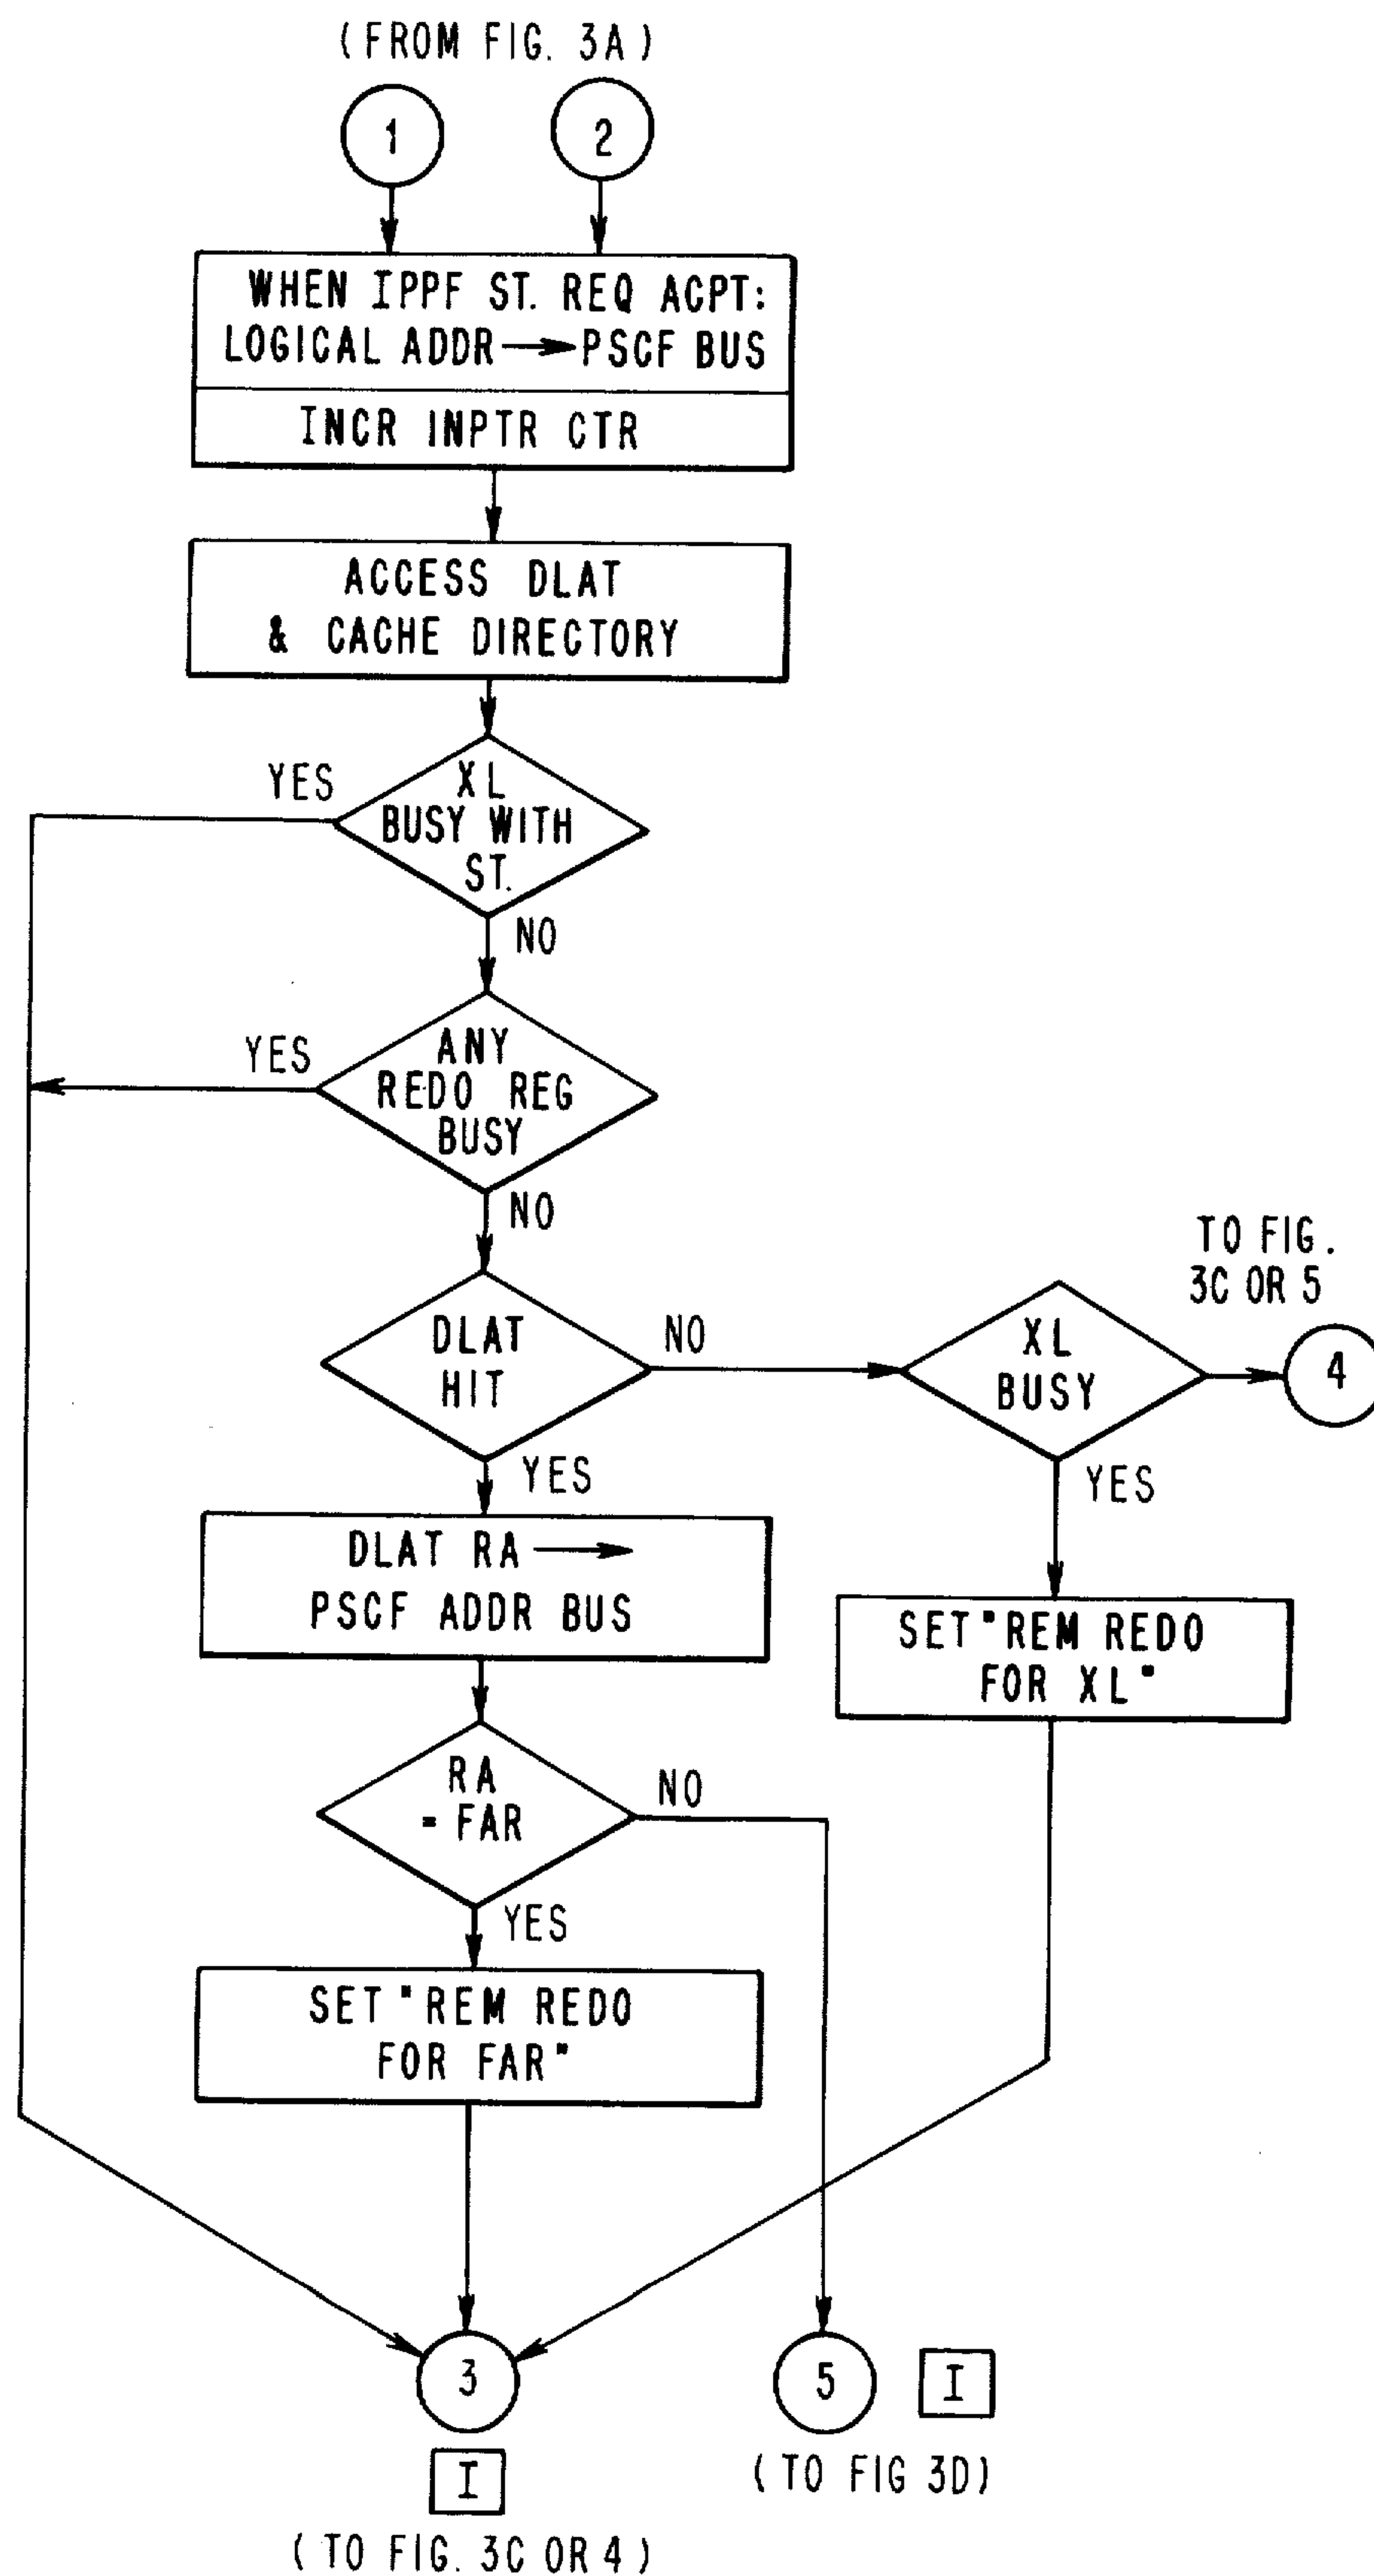 (FROM FIG. 3A)
1
2
WHEN IPPF ST. REQ ACPT:
LOGICAL ADDR → PSCF BUS
INCR INPTR CTR
ACCESS DLAT
& CACHE DIRECTORY
YES
XL
BUSY WITH
ST.
NO
YES
ANY
REDO REG
BUSY
NO
TO FIG.
3C OR 5
DLAT
HIT
NO
XL
BUSY
4
YES
YES
DLAT RA →
PSCF ADDR BUS
SET "REM REDO
FOR XL"
RA
= FAR
NO
YES
SET "REM REDO
FOR FAR"
3
5
I
I
(TO FIG 3D)
(TO FIG. 3C OR 4)